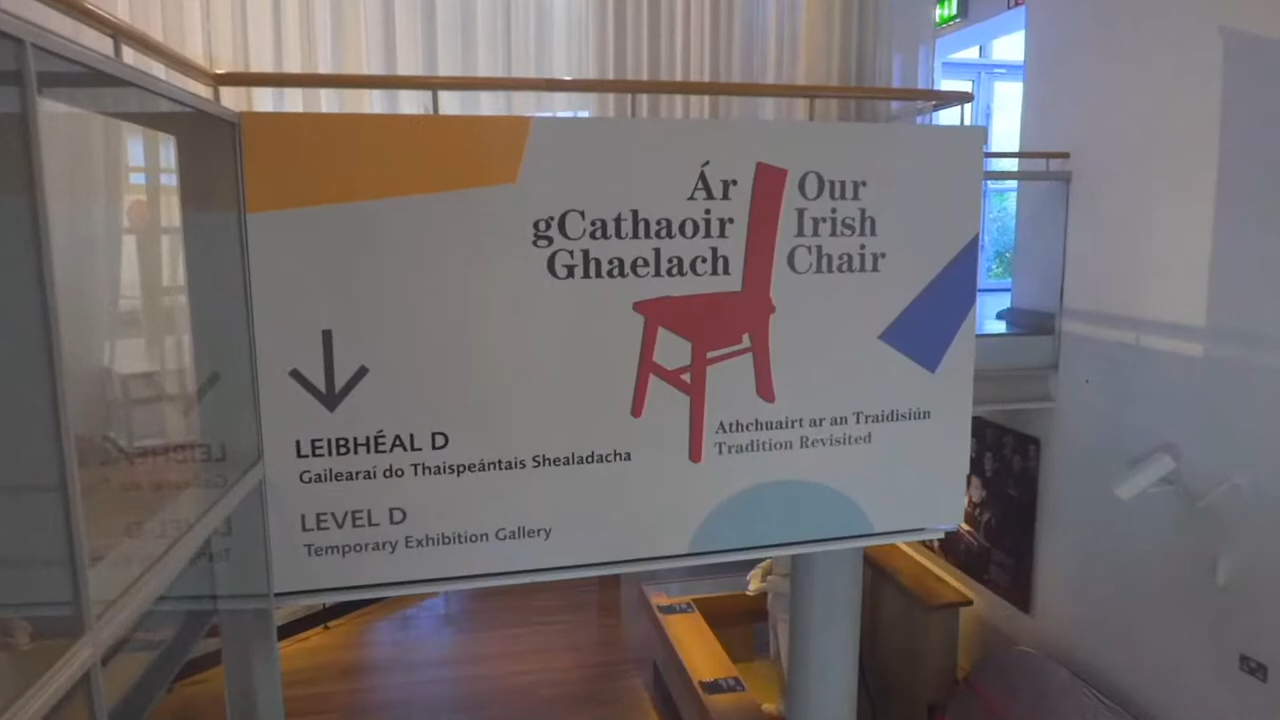 Ár
gCathaoir
Ghaelach
Our
Irish
Chair
Athchuairt ar an Traidisiún
Tradition Revisited
LEIBHÉAL D
Gailearaí do Thaispeántais Shealadacha
LEVEL D
Temporary Exhibition Gallery